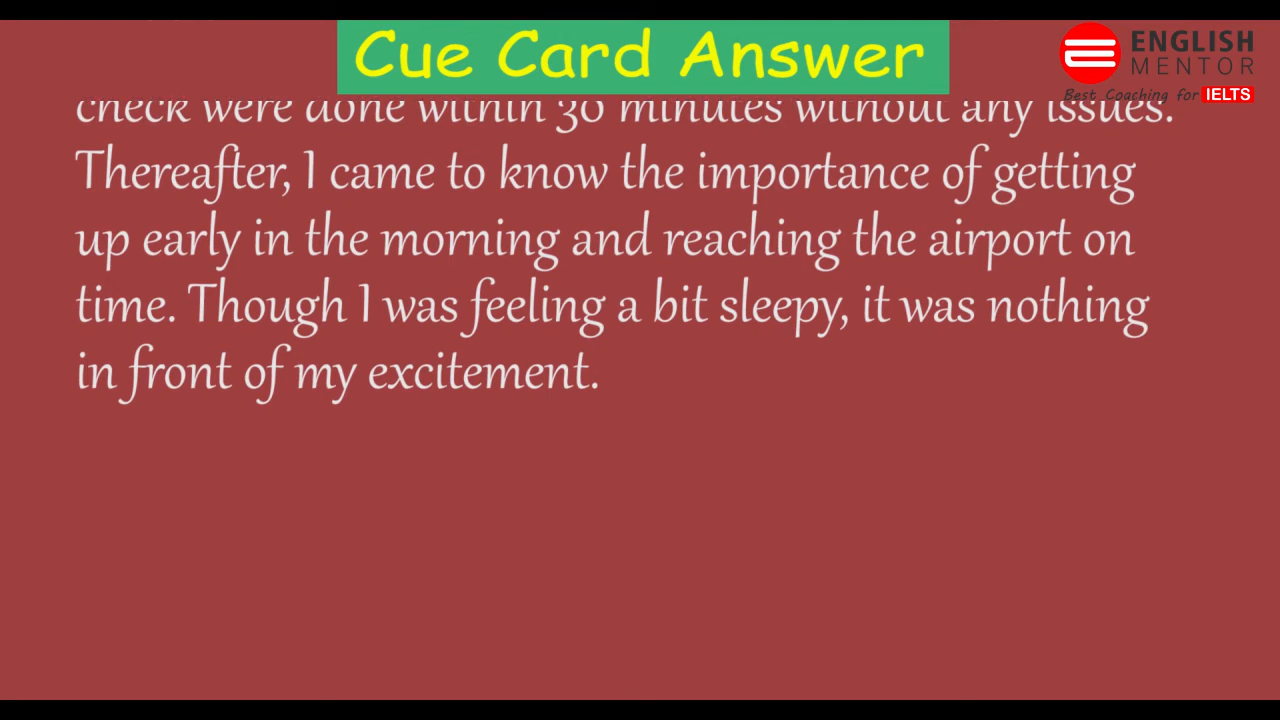 Cue Card Answer
ENGLISH
MENTOR
Best Coaching for IELTS
check were done within 30 minutes without any issues.
Thereafter, I came to know the importance of getting
up early in the morning and reaching the airport on
time. Though I was feeling a bit sleepy, it was nothing
in front of my excitement.